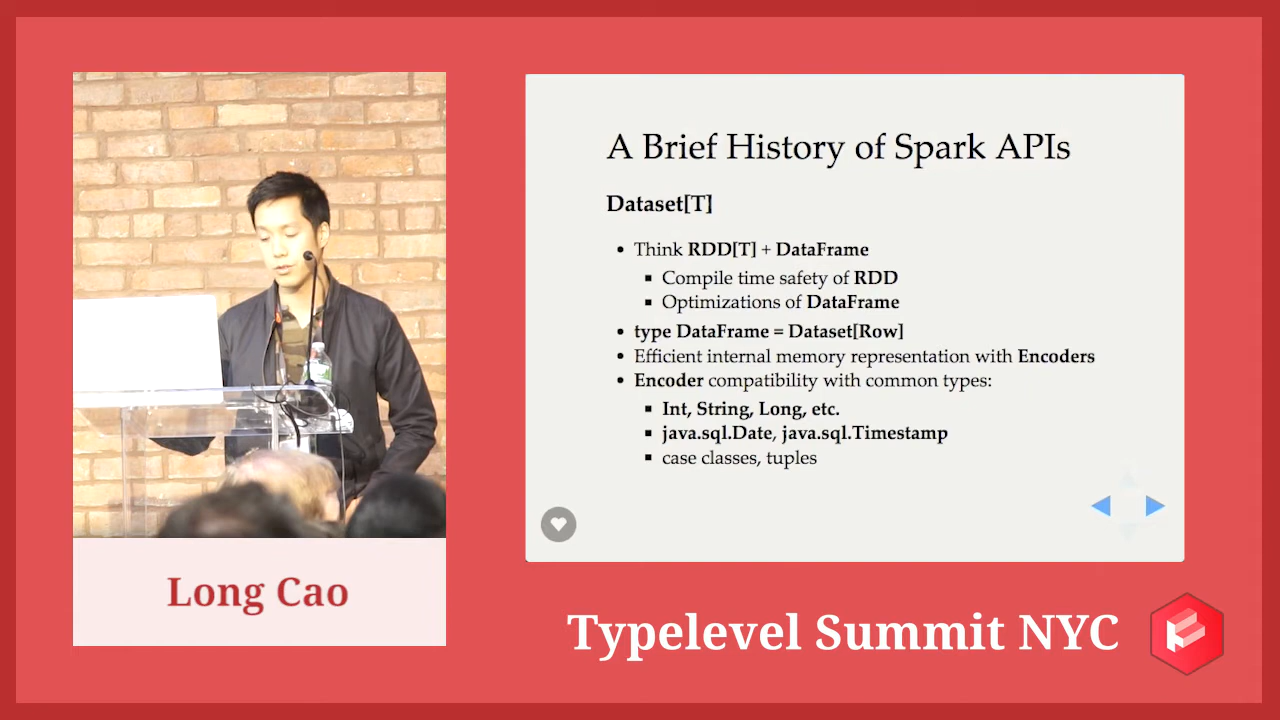 A Brief History of Spark APIs
Dataset[T]
• Think RDD[T] + DataFrame
▪ Compile time safety of RDD
▪ Optimizations of DataFrame
• type DataFrame = Dataset[Row]
• Efficient internal memory representation with Encoders
• Encoder compatibility with common types:
▪ Int, String, Long, etc.
▪ java.sql.Date, java.sql.Timestamp
▪ case classes, tuples
Long Cao
Typelevel Summit NYC